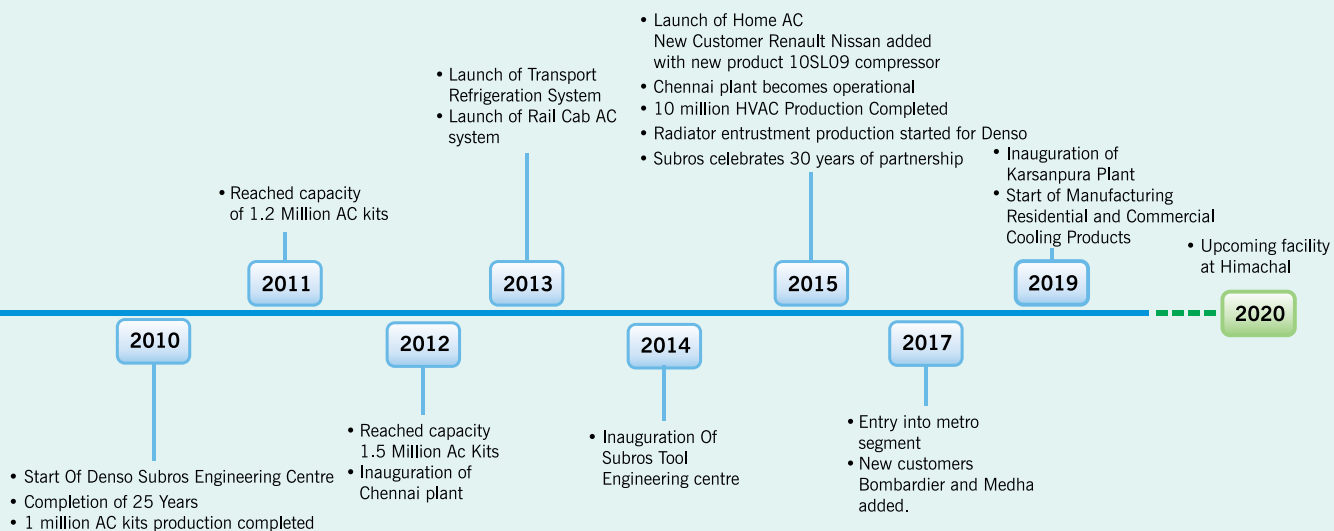 • Reached capacity
of 1.2 Million AC kits
• Launch of Transport
Refrigeration System
• Launch of Rail Cab AC
system
• Launch of Home AC
New Customer Renault Nissan added
with new product 10SL09 compressor
• Chennai plant becomes operational
• 10 million HVAC Production Completed
• Radiator entrustment production started for Denso
• Subros celebrates 30 years of partnership
• Inauguration of
Karsanpura Plant
• Start of Manufacturing
Residential and Commercial
Cooling Products
• Upcoming facility
at Himachal
2011
2013
2015
2019
2020
2010
2012
2014
2017
• Start Of Denso Subros Engineering Centre
• Completion of 25 Years
• 1 million AC kits production completed
• Reached capacity
1.5 Million Ac Kits
• Inauguration of
Chennai plant
• Inauguration Of
Subros Tool
Engineering centre
• Entry into metro
segment
• New customers
Bombardier and Medha
added.